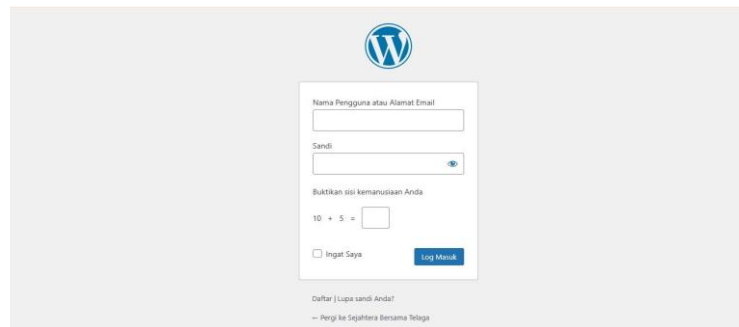 Nama Pengguna atau Alamat Email
Sandi
Buktikan sisi kemanusiaan Anda
10 + 5 =
Ingat Saya
Log Masuk
Daftar | Lupa sandi Anda?
← Pergi ke Sejahtera Bersama Telaga